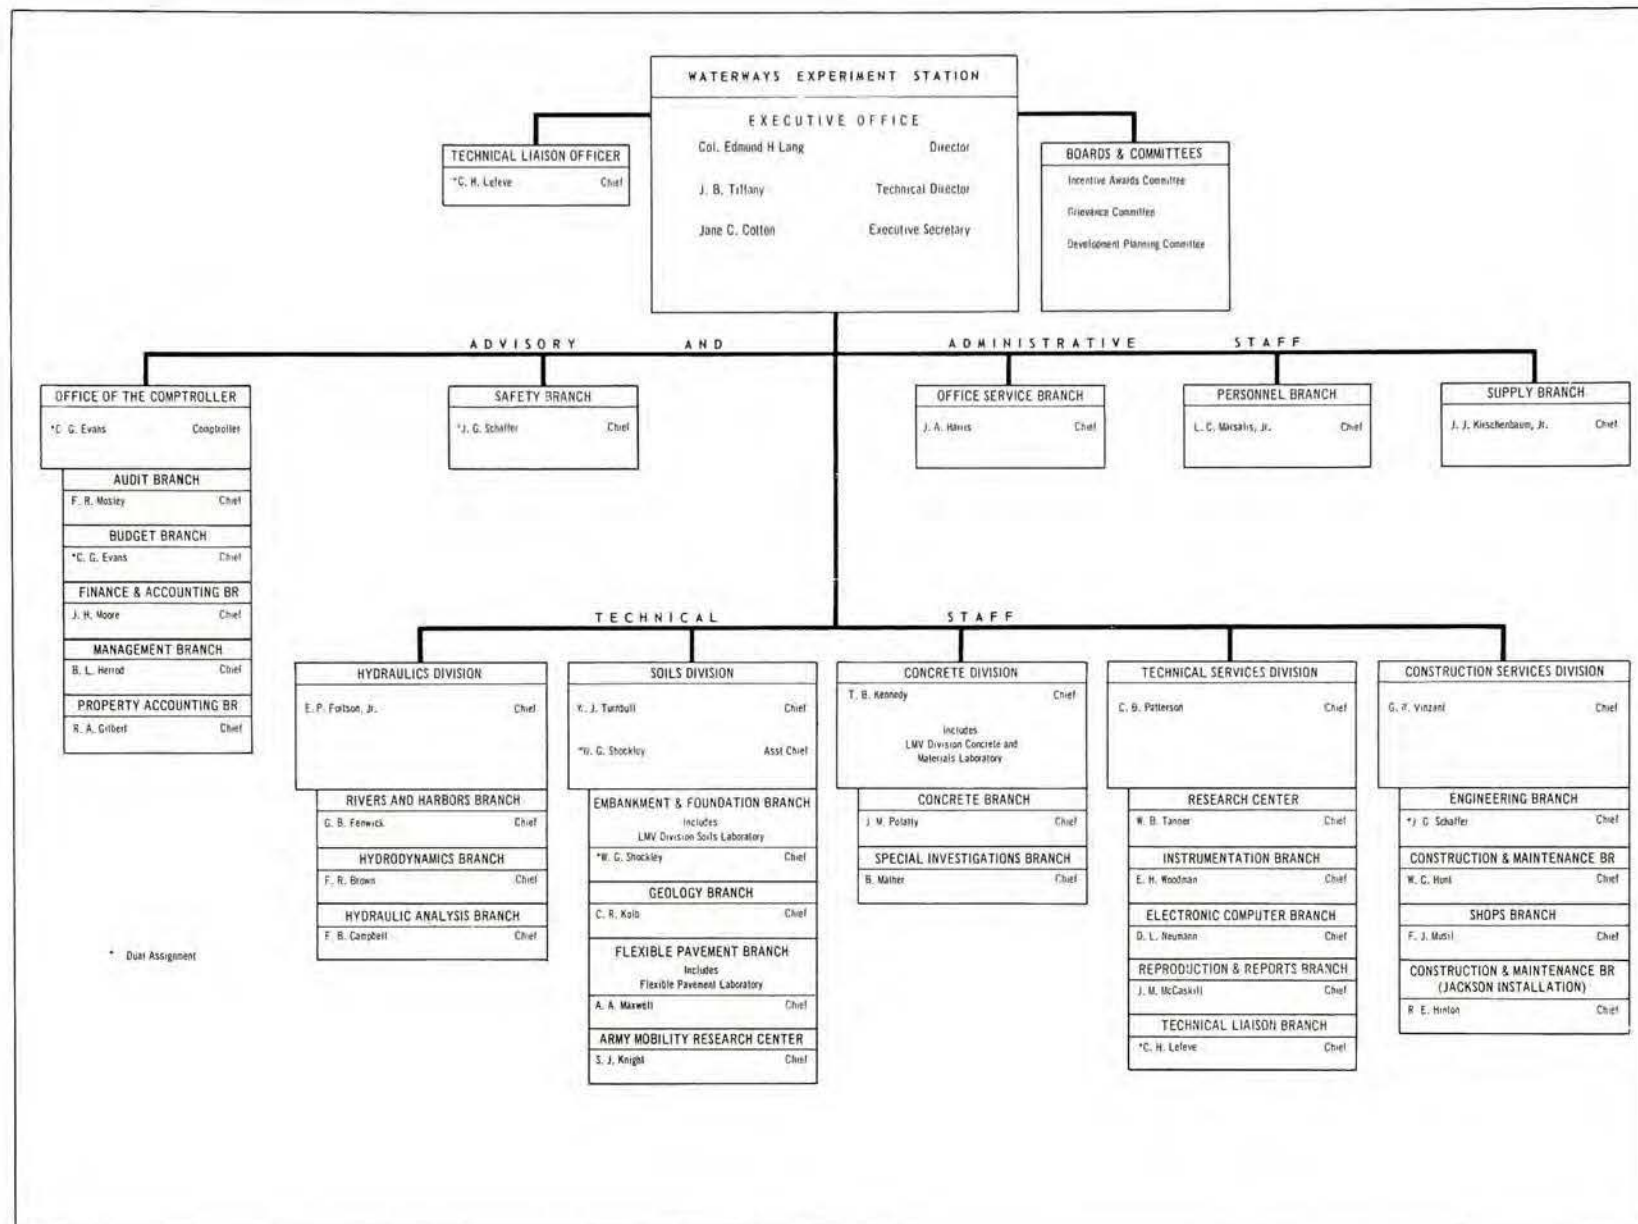 WATERWAYS EXPERIMENT STATION
EXECUTIVE OFFICE
Col. Edmund H Lang Director
J. B. Tiffany Technical Director
Jane C. Cotton Executive Secretary
TECHNICAL LIAISON OFFICER
*C. H. Leleve Chief
BOARDS & COMMITTEES
Incentive Awards Committee
Grievance Committee
Development Planning Committee
ADVISORY AND ADMINISTRATIVE STAFF
OFFICE OF THE COMPTROLLER
*C G. Evans Comptroller
AUDIT BRANCH
F. R. Mosley Chief
BUDGET BRANCH
*C. G. Evans Chief
FINANCE & ACCOUNTING BR
J. H. Moore Chief
MANAGEMENT BRANCH
B. L. Herrod Chief
PROPERTY ACCOUNTING BR
R. A. Gilbert Chief
SAFETY BRANCH
*J. G. Schaffer Chief
OFFICE SERVICE BRANCH
J. A. Harris Chief
PERSONNEL BRANCH
L. C. Marsalis, Jr. Chief
SUPPLY BRANCH
J. J. Kirschenbaum, Jr. Chief
TECHNICAL STAFF
HYDRAULICS DIVISION
E. P. Fortson, Jr. Chief
RIVERS AND HARBORS BRANCH
G. B. Fenwick Chief
HYDRODYNAMICS BRANCH
F. R. Brown Chief
HYDRAULIC ANALYSIS BRANCH
F. B. Campbell Chief
SOILS DIVISION
W. J. Turnbull Chief
*W. G. Shockley Asst Chief
EMBANKMENT & FOUNDATION BRANCH
Includes
LMV Division Soils Laboratory
*W. G. Shockley Chief
GEOLOGY BRANCH
C. R. Kolb Chief
FLEXIBLE PAVEMENT BRANCH
Includes
Flexible Pavement Laboratory
A. A. Maxwell Chief
ARMY MOBILITY RESEARCH CENTER
S. J. Knight Chief
CONCRETE DIVISION
T. B. Kennedy Chief
Includes
LMV Division Concrete and
Materials Laboratory
CONCRETE BRANCH
J. M. Polatty Chief
SPECIAL INVESTIGATIONS BRANCH
B. Mather Chief
TECHNICAL SERVICES DIVISION
C. B. Patterson Chief
RESEARCH CENTER
W. B. Tanner Chief
INSTRUMENTATION BRANCH
E. H. Woodman Chief
ELECTRONIC COMPUTER BRANCH
D. L. Neumann Chief
REPRODUCTION & REPORTS BRANCH
J. M. McCaskill Chief
TECHNICAL LIAISON BRANCH
*C. H. Leleve Chief
CONSTRUCTION SERVICES DIVISION
G. Vinzant Chief
ENGINEERING BRANCH
*J G Schaffer Chief
CONSTRUCTION & MAINTENANCE BR
W. C. Hunt Chief
SHOPS BRANCH
F. J. Musil Chief
CONSTRUCTION & MAINTENANCE BR
(JACKSON INSTALLATION)
R E. Hinton Chief
* Dual Assignment